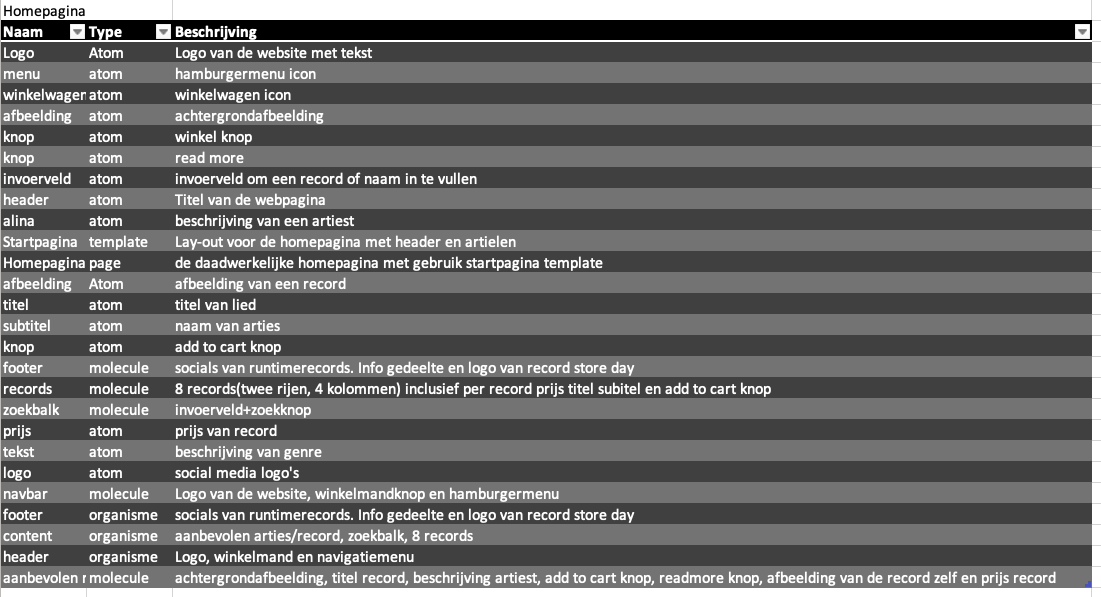 Homepagina
Naam Type Beschrijving
Logo Atom Logo van de website met tekst
menu atom hamburgermenu icon
winkelwagen atom winkelwagen icon
afbeelding atom achtergrondafbeelding
knop atom winkel knop
knop atom read more
invoerveld atom invoerveld om een record of naam in te vullen
header atom Titel van de webpagina
alina atom beschrijving van een artiest
Startpagina template Lay-out voor de homepagina met header en artielen
Homepagina page de daadwerkelijke homepagina met gebruik startpagina template
afbeelding Atom afbeelding van een record
titel atom titel van lied
subtitel atom naam van arties
knop atom add to cart knop
footer molecule socials van runtimerecords. Info gedeelte en logo van record store day
records molecule 8 records(twee rijen, 4 kolommen) inclusief per record prijs titel subitel en add to cart knop
zoekbalk molecule invoerveld+zoekknop
prijs atom prijs van record
tekst atom beschrijving van genre
logo atom social media logo's
navbar molecule Logo van de website, winkelmandknop en hamburgermenu
footer organisme socials van runtimerecords. Info gedeelte en logo van record store day
content organisme aanbevolen arties/record, zoekbalk, 8 records
header organisme Logo, winkelmand en navigatiemenu
aanbevolen r molecule achtergrondafbeelding, titel record, beschrijving artiest, add to cart knop, readmore knop, afbeelding van de record zelf en prijs record